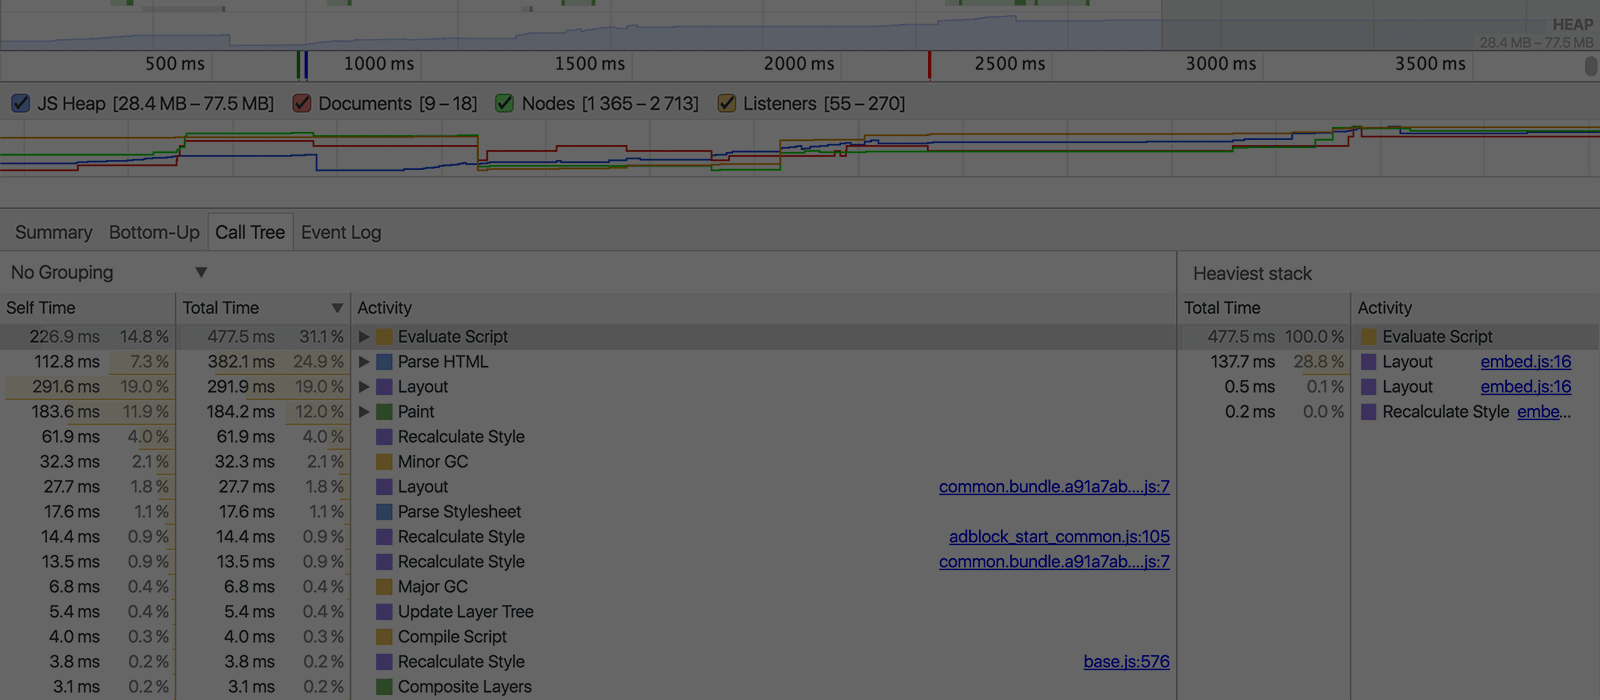 HEAP
28.4 MB – 77.5 MB
500 ms 1000 ms 1500 ms 2000 ms 2500 ms 3000 ms 3500 ms
JS Heap [28.4 MB – 77.5 MB] Documents [9 – 18] Nodes [1 365 – 2 713] Listeners [55 – 270]
Summary Bottom-Up Call Tree Event Log
No Grouping ▼ Heaviest stack
Self Time Total Time ▼ Activity Total Time Activity
226.9 ms 14.8 % 477.5 ms 31.1 % ▶ Evaluate Script 477.5 ms 100.0 % Evaluate Script
112.8 ms 7.3 % 382.1 ms 24.9 % ▶ Parse HTML 137.7 ms 28.8 % Layout embed.js:16
291.6 ms 19.0 % 291.9 ms 19.0 % ▶ Layout 0.5 ms 0.1 % Layout embed.js:16
183.6 ms 11.9 % 184.2 ms 12.0 % ▶ Paint 0.2 ms 0.0 % Recalculate Style embe...
61.9 ms 4.0 % 61.9 ms 4.0 % Recalculate Style
32.3 ms 2.1 % 32.3 ms 2.1 % Minor GC
27.7 ms 1.8 % 27.7 ms 1.8 % Layout common.bundle.a91a7ab....js:7
17.6 ms 1.1 % 17.6 ms 1.1 % Parse Stylesheet
14.4 ms 0.9 % 14.4 ms 0.9 % Recalculate Style adblock_start_common.js:105
13.5 ms 0.9 % 13.5 ms 0.9 % Recalculate Style common.bundle.a91a7ab....js:7
6.8 ms 0.4 % 6.8 ms 0.4 % Major GC
5.4 ms 0.4 % 5.4 ms 0.4 % Update Layer Tree
4.0 ms 0.3 % 4.0 ms 0.3 % Compile Script
3.8 ms 0.2 % 3.8 ms 0.2 % Recalculate Style base.js:576
3.1 ms 0.2 % 3.1 ms 0.2 % Composite Layers